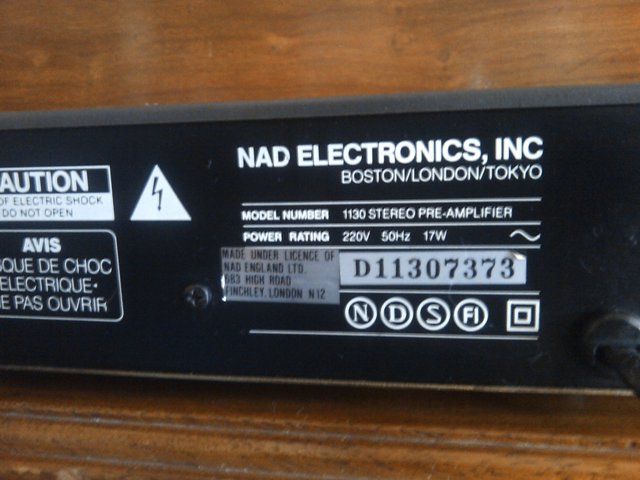 AUTION
OF ELECTRIC SHOCK
DO NOT OPEN
AVIS
SQUE DE CHOC
ELECTRIQUE·
NE PAS OUVRIR
NAD ELECTRONICS, INC
BOSTON/LONDON/TOKYO
MODEL NUMBER 1130 STEREO PRE-AMPLIFIER
POWER RATING 220V 50Hz 17W
MADE UNDER LICENCE OF
NAD ENGLAND LTD.
683 HIGH ROAD
FINCHLEY, LONDON N12
D11307373
N D S FI